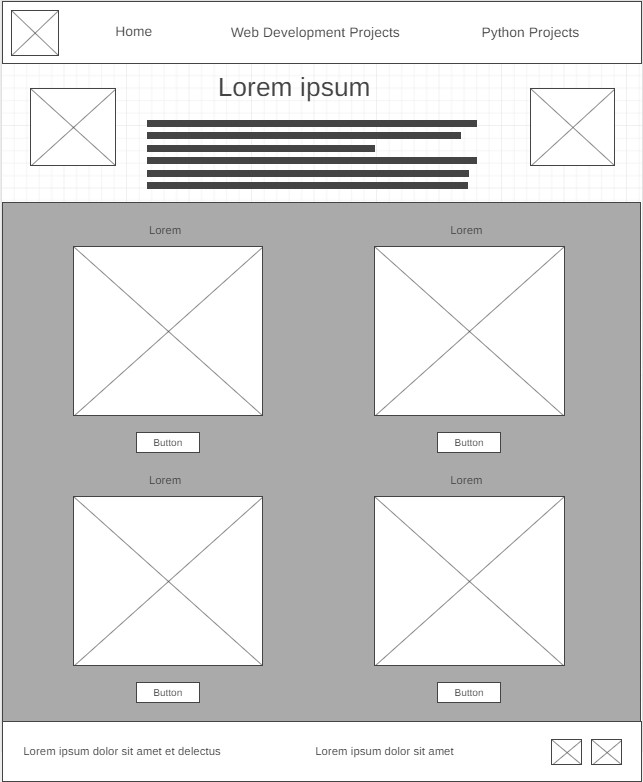 Home
Web Development Projects
Python Projects
Lorem ipsum
Lorem
Lorem
Button
Button
Lorem
Lorem
Button
Button
Lorem ipsum dolor sit amet et delectus
Lorem ipsum dolor sit amet